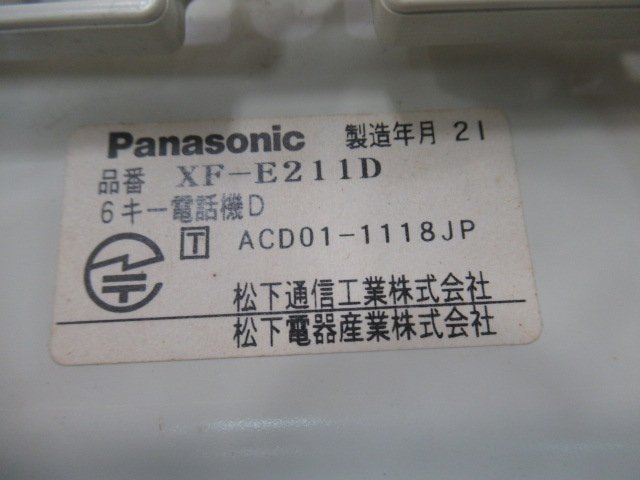 Panasonic 製造年月 21
品番 XF-E211D
6キー電話機D
T ACD01-1118JP
松下通信工業株式会社
松下電器産業株式会社